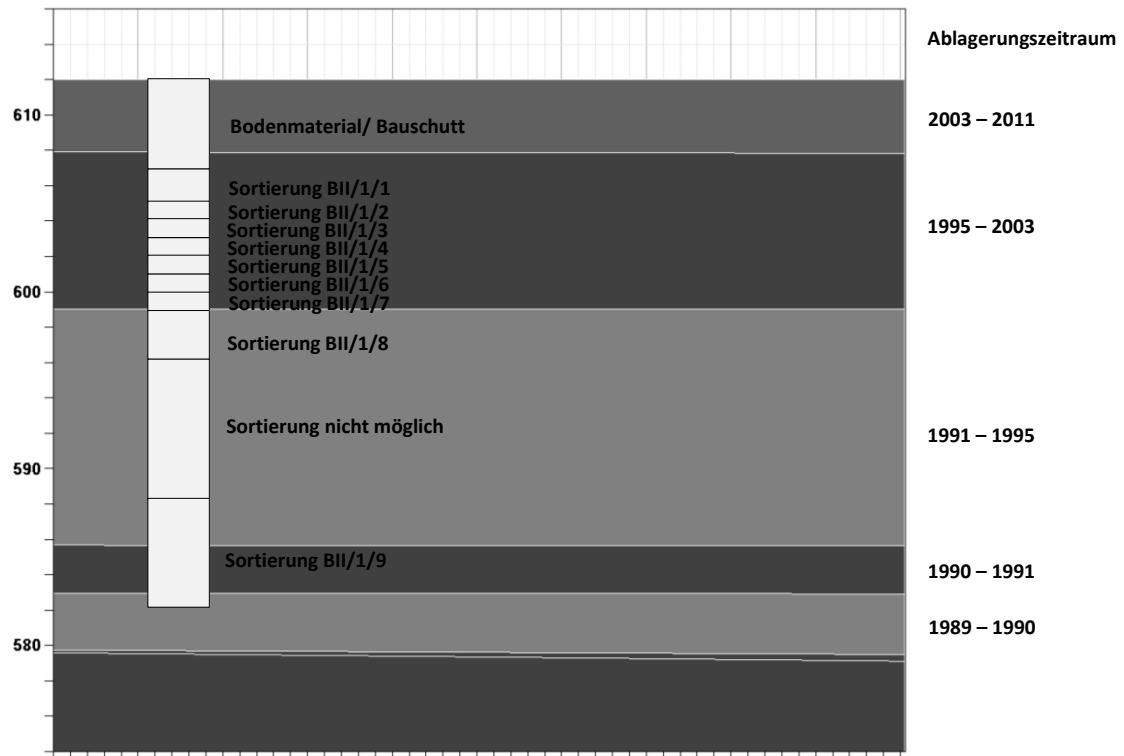 Ablagerungszeitraum
610
Bodenmaterial/ Bauschutt
2003 – 2011
Sortierung BII/1/1
Sortierung BII/1/2
Sortierung BII/1/3
1995 – 2003
Sortierung BII/1/4
Sortierung BII/1/5
Sortierung BII/1/6
600
Sortierung BII/1/7
Sortierung BII/1/8
Sortierung nicht möglich
1991 – 1995
590
Sortierung BII/1/9
1990 – 1991
1989 – 1990
580